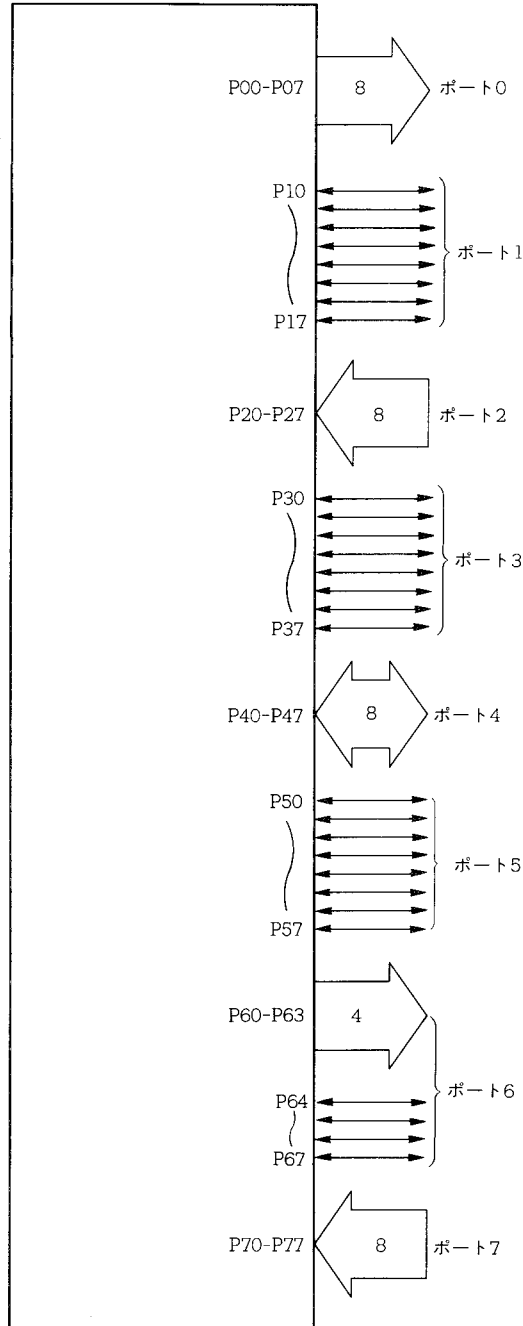 P00-P07 8 ポート0
P10
ポート1
P17
P20-P27 8 ポート2
P30
ポート3
P37
P40-P47 8 ポート4
P50
ポート5
P57
P60-P63 4
ポート6
P64
P67
P70-P77 8 ポート7